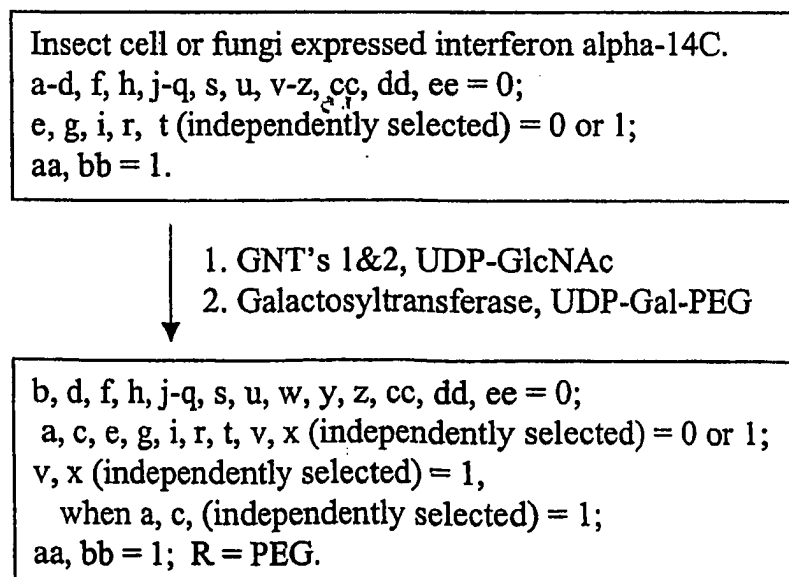 Insect cell or fungi expressed interferon alpha-14C.
a-d, f, h, j-q, s, u, v-z, cc, dd, ee = 0;
e, g, i, r, t (independently selected) = 0 or 1;
aa, bb = 1.
1. GNT's 1&2, UDP-GlcNAc
2. Galactosyltransferase, UDP-Gal-PEG
b, d, f, h, j-q, s, u, w, y, z, cc, dd, ee = 0;
a, c, e, g, i, r, t, v, x (independently selected) = 0 or 1;
v, x (independently selected) = 1,
when a, c, (independently selected) = 1;
aa, bb = 1; R = PEG.